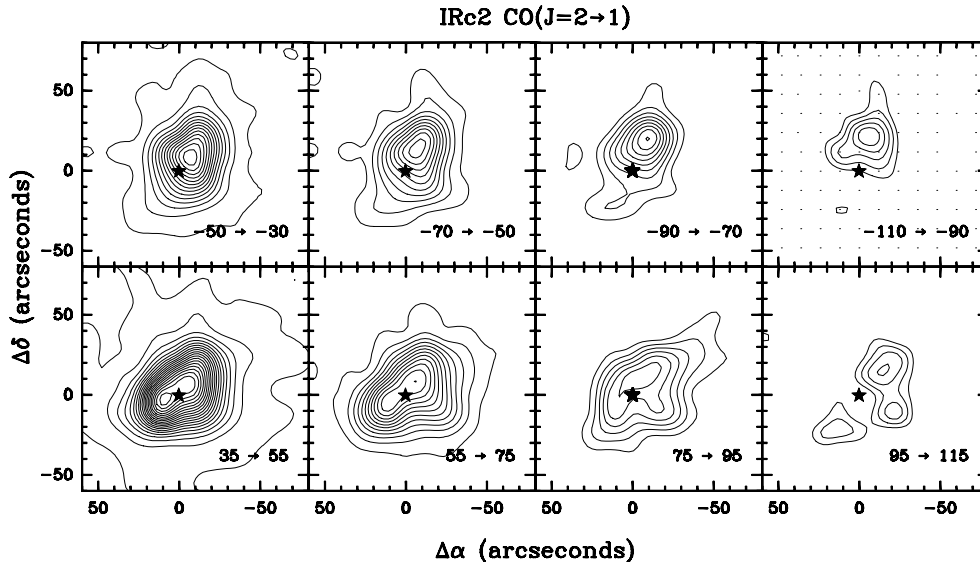 IRc2 CO(J=2→1)
50
0
-50
-50 → -30
-70 → -50
-90 → -70
-110 → -90
Δδ (arcseconds)
50
0
-50
35 → 55
55 → 75
75 → 95
95 → 115
50 0 -50 50 0 -50 50 0 -50 50 0 -50
Δα (arcseconds)